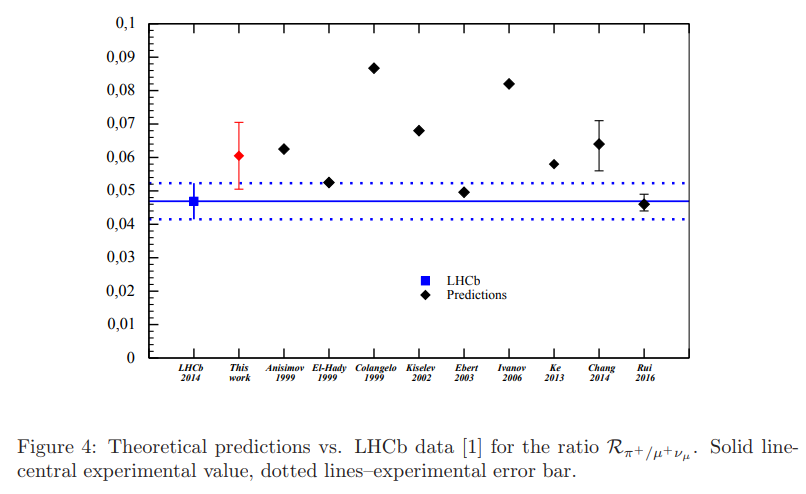 0,1
0,09
0,08
0,07
0,06
0,05
0,04
0,03
0,02
0,01
0
LHCb
Predictions
LHCb This Anisimov El-Hady Colangelo Kiselev Ebert Ivanov Ke Chang Rui
2014 work 1999 1999 1999 2002 2003 2006 2013 2014 2016
Figure 4: Theoretical predictions vs. LHCb data [1] for the ratio ℛπ+/μ+νμ. Solid line-
central experimental value, dotted lines–experimental error bar.